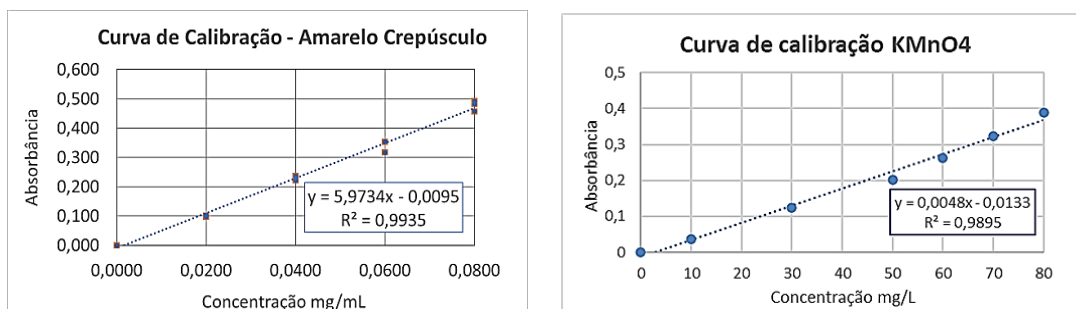 Curva de Calibração - Amarelo Crepúsculo
0,600
0,500
0,400
0,300
0,200
0,100
0,000
Absorbância
y = 5,9734x - 0,0095
R² = 0,9935
0,0000 0,0200 0,0400 0,0600 0,0800
Concentração mg/mL
Curva de calibração KMnO4
0,5
0,4
0,3
0,2
0,1
0
Absorbância
y = 0,0048x - 0,0133
R² = 0,9895
0 10 20 30 40 50 60 70 80
Concentração mg/L